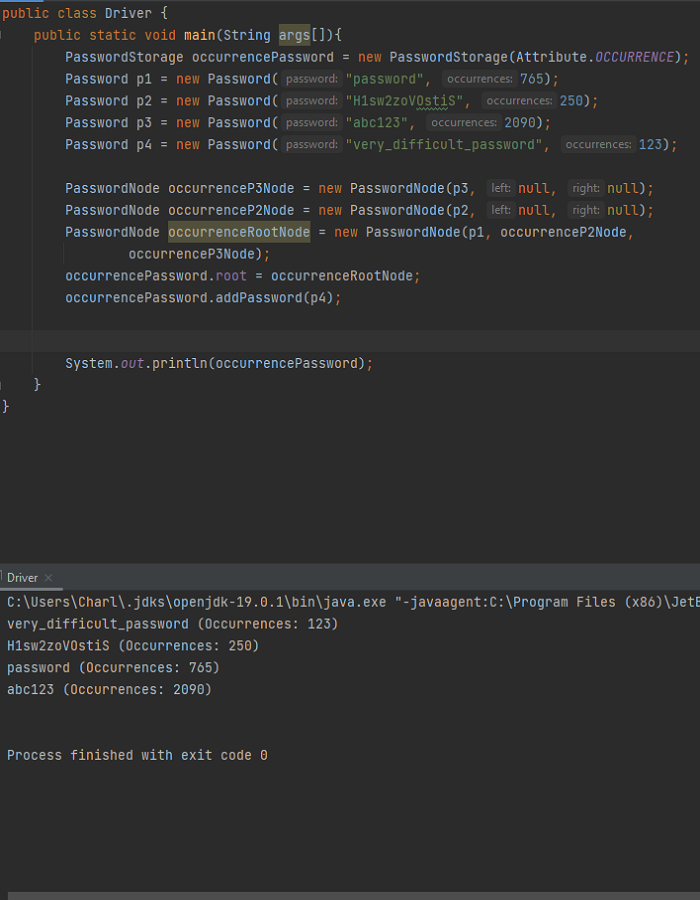 public class Driver {
public static void main(String args[]){
PasswordStorage occurrencePassword = new PasswordStorage(Attribute.OCCURRENCE);
Password p1 = new Password( password: "password", occurrences: 765);
Password p2 = new Password( password: "H1sw2zoVOstiS", occurrences: 250);
Password p3 = new Password( password: "abc123", occurrences: 2090);
Password p4 = new Password( password: "very_difficult_password", occurrences: 123);
PasswordNode occurrenceP3Node = new PasswordNode(p3, left: null, right: null);
PasswordNode occurrenceP2Node = new PasswordNode(p2, left: null, right: null);
PasswordNode occurrenceRootNode = new PasswordNode(p1, occurrenceP2Node,
occurrenceP3Node);
occurrencePassword.root = occurrenceRootNode;
occurrencePassword.addPassword(p4);
System.out.println(occurrencePassword);
}
}
Driver ×
C:\Users\Charl\.jdks\openjdk-19.0.1\bin\java.exe "-javaagent:C:\Program Files (x86)\JetB
very_difficult_password (Occurrences: 123)
H1sw2zoVOstiS (Occurrences: 250)
password (Occurrences: 765)
abc123 (Occurrences: 2090)
Process finished with exit code 0